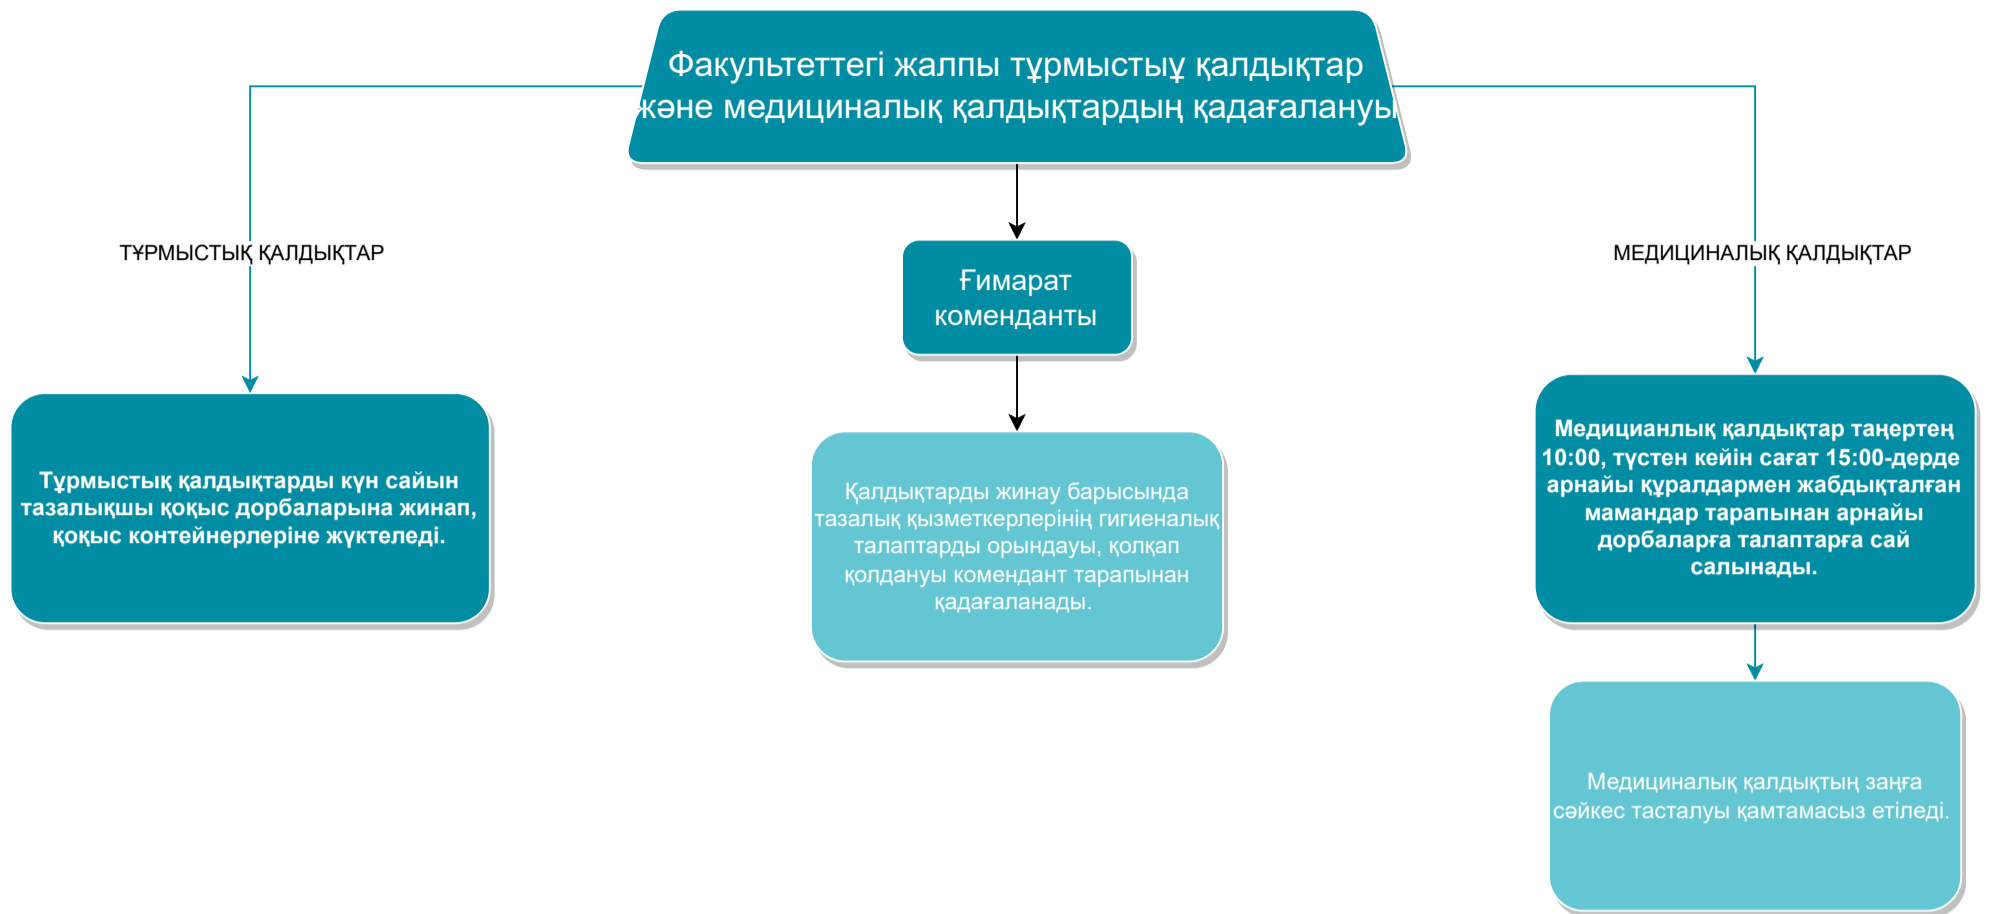 Факультеттегі жалпы тұрмыстыұ қалдықтар
және медициналық қалдықтардың қадағалануы
ТҰРМЫСТЫҚ ҚАЛДЫҚТАР
МЕДИЦИНАЛЫҚ ҚАЛДЫҚТАР
Ғимарат
коменданты
Тұрмыстық қалдықтарды күн сайын
тазалықшы қоқыс дорбаларына жинап,
қоқыс контейнерлеріне жүктеледі.
Қалдықтарды жинау барысында
тазалық қызметкерлерінің гигиеналық
талаптарды орындауы, қолқап
қолдануы комендант тарапынан
қадағаланады.
Медицианлық қалдықтар таңертең
10:00, түстен кейін сағат 15:00-дерде
арнайы құралдармен жабдықталған
мамандар тарапынан арнайы
дорбаларға талаптарға сай
салынады.
Медициналық қалдықтың заңға
сәйкес тасталуы қамтамасыз етіледі.